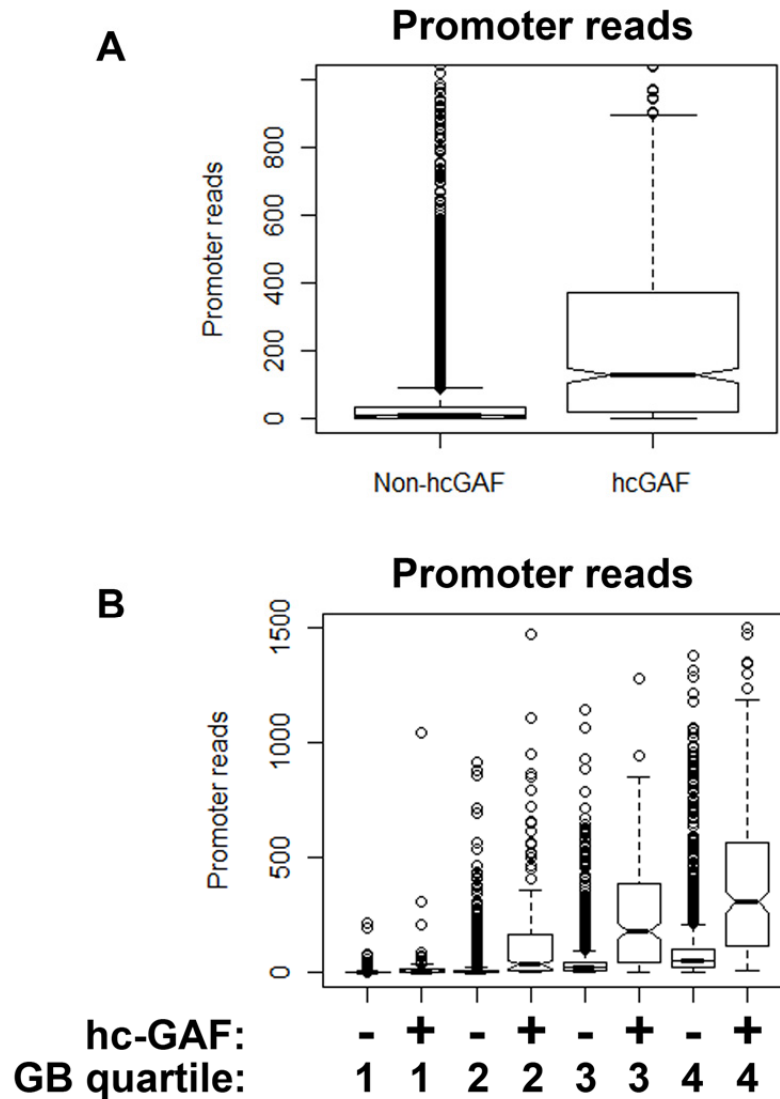 A
Promoter reads
Promoter reads
800
600
400
200
0
Non-hcGAF hcGAF
B
Promoter reads
Promoter reads
1500
1000
500
0
hc-GAF: - + - + - + - +
GB quartile: 1 1 2 2 3 3 4 4